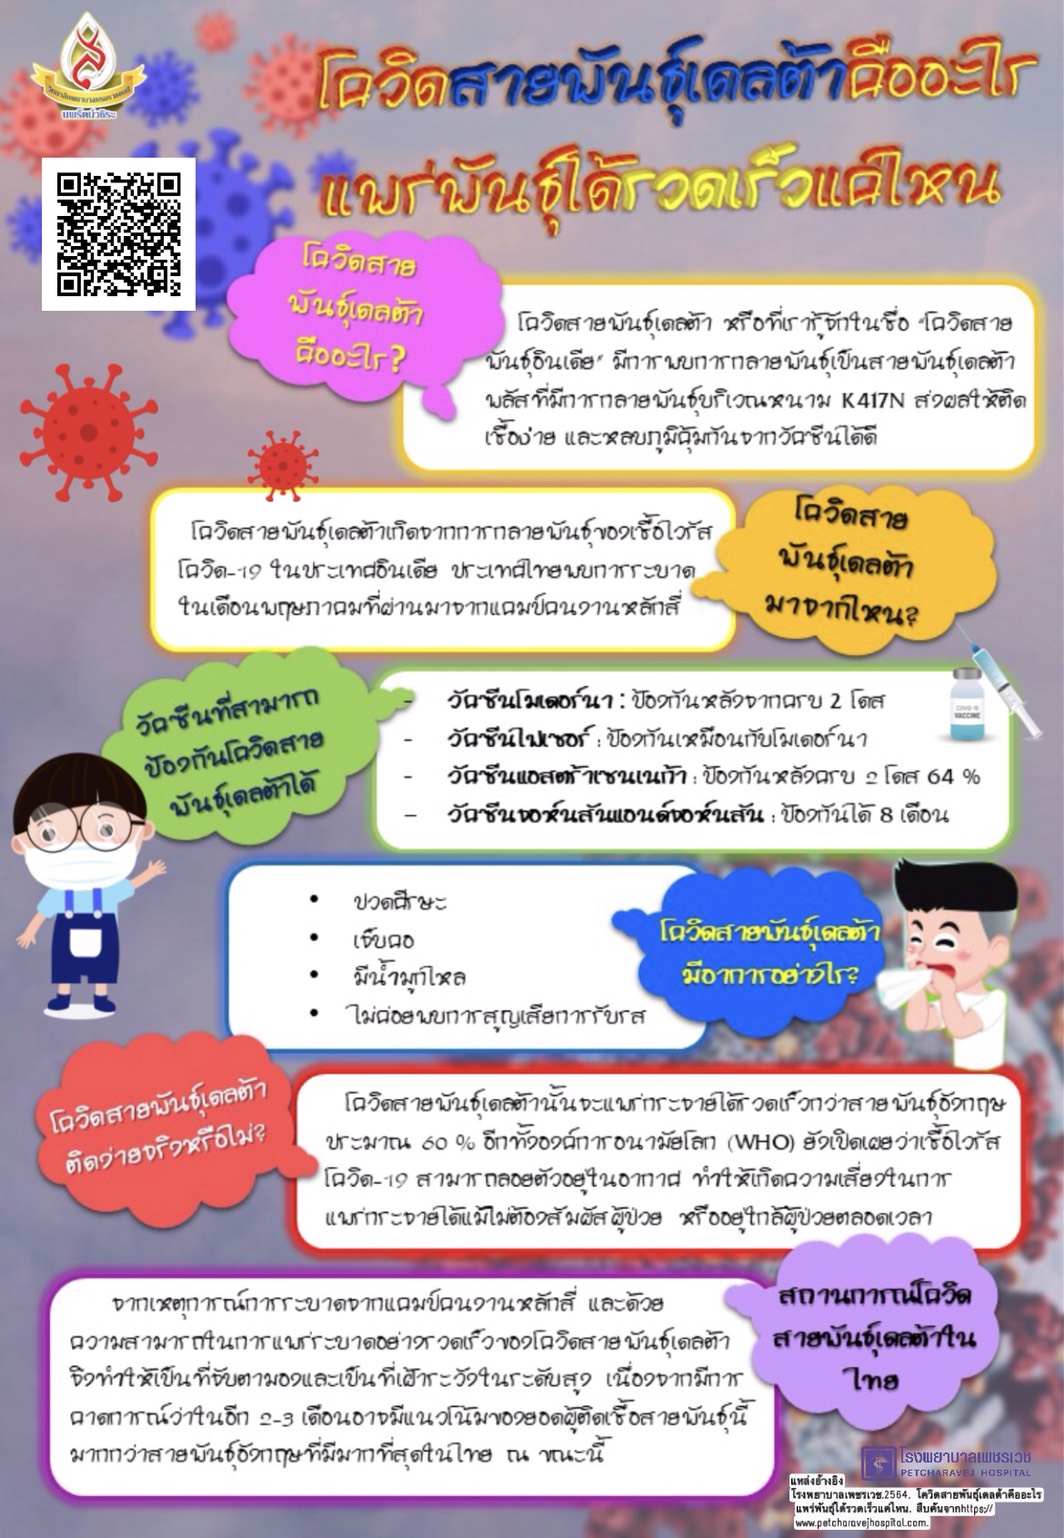 วิทยาลัยพยาบาลบรมราชชนนี
นพรัตน์วชิระ
โควิดสายพันธุ์เดลต้าคืออะไร
แพร่พันธุ์ได้รวดเร็วแค่ไหน
โควิดสาย
พันธุ์เดลต้า
คืออะไร?
โควิดสายพันธุ์เดลต้า หรือที่เรารู้จักในชื่อ "โควิดสาย
พันธุ์อินเดีย" มีการพบการกลายพันธุ์เป็นสายพันธุ์เดลต้า
พลัสที่มีการกลายพันธุ์บริเวณหนาม K417N ส่งผลให้ติด
เชื้อง่าย และหลบภูมิคุ้มกันจากวัคซีนได้ดี
โควิดสายพันธุ์เดลต้าเกิดจากการกลายพันธุ์ของเชื้อไวรัส
โควิด-19 ในประเทศอินเดีย ประเทศไทยพบการระบาด
ในเดือนพฤษภาคมที่ผ่านมาจากแคมป์คนงานหลักสี่
โควิดสาย
พันธุ์เดลต้า
มาจากไหน?
วัคซีนที่สามารถ
ป้องกันโควิดสาย
พันธุ์เดลต้าได้
- วัคซีนโมเดอร์นา : ป้องกันหลังจากครบ 2 โดส
- วัคซีนไฟเซอร์ : ป้องกันเหมือนกับโมเดอร์นา
- วัคซีนแอสตร้าเซนเนก้า : ป้องกันหลังครบ 2 โดส 64 %
- วัคซีนจอห์นสันแอนด์จอห์นสัน : ป้องกันได้ 8 เดือน
COVID-19
VACCINE
• ปวดศีรษะ
• เจ็บคอ
• มีน้ำมูกไหล
• ไม่ค่อยพบการสูญเสียการรับรส
โควิดสายพันธุ์เดลต้า
มีอาการอย่างไร?
โควิดสายพันธุ์เดลต้า
ติดง่ายจริงหรือไม่?
โควิดสายพันธุ์เดลต้านั้นจะแพร่กระจายได้รวดเร็วกว่าสายพันธุ์อังกฤษ
ประมาณ 60 % อีกทั้งองค์การอนามัยโลก (WHO) ยังเปิดเผยว่าเชื้อไวรัส
โควิด-19 สามารถลอยตัวอยู่ในอากาศ ทำให้เกิดความเสี่ยงในการ
แพร่กระจายได้แม้ไม่ต้องสัมผัสผู้ป่วย หรืออยู่ใกล้ผู้ป่วยตลอดเวลา
จากเหตุการณ์การระบาดจากแคมป์คนงานหลักสี่ และด้วย
ความสามารถในการแพร่ระบาดอย่างรวดเร็วของโควิดสายพันธุ์เดลต้า
จึงทำให้เป็นที่จับตามองและเป็นที่เฝ้าระวังในระดับสูง เนื่องจากมีการ
คาดการณ์ว่าในอีก 2-3 เดือนอาจมีแนวโน้มของยอดผู้ติดเชื้อสายพันธุ์นี้
มากกว่าสายพันธุ์อังกฤษที่มีมากที่สุดในไทย ณ ขณะนี้
สถานการณ์โควิด
สายพันธุ์เดลต้าใน
ไทย
โรงพยาบาลเพชรเวช
PETCHARAVEJ HOSPITAL
แหล่งอ้างอิง
โรงพยาบาลเพชรเวช.2564. โควิดสายพันธุ์เดลต้าคืออะไร
แพร่พันธุ์ได้รวดเร็วแค่ไหน. สืบค้นจากhttps://
www.petcharavejhospital.com.